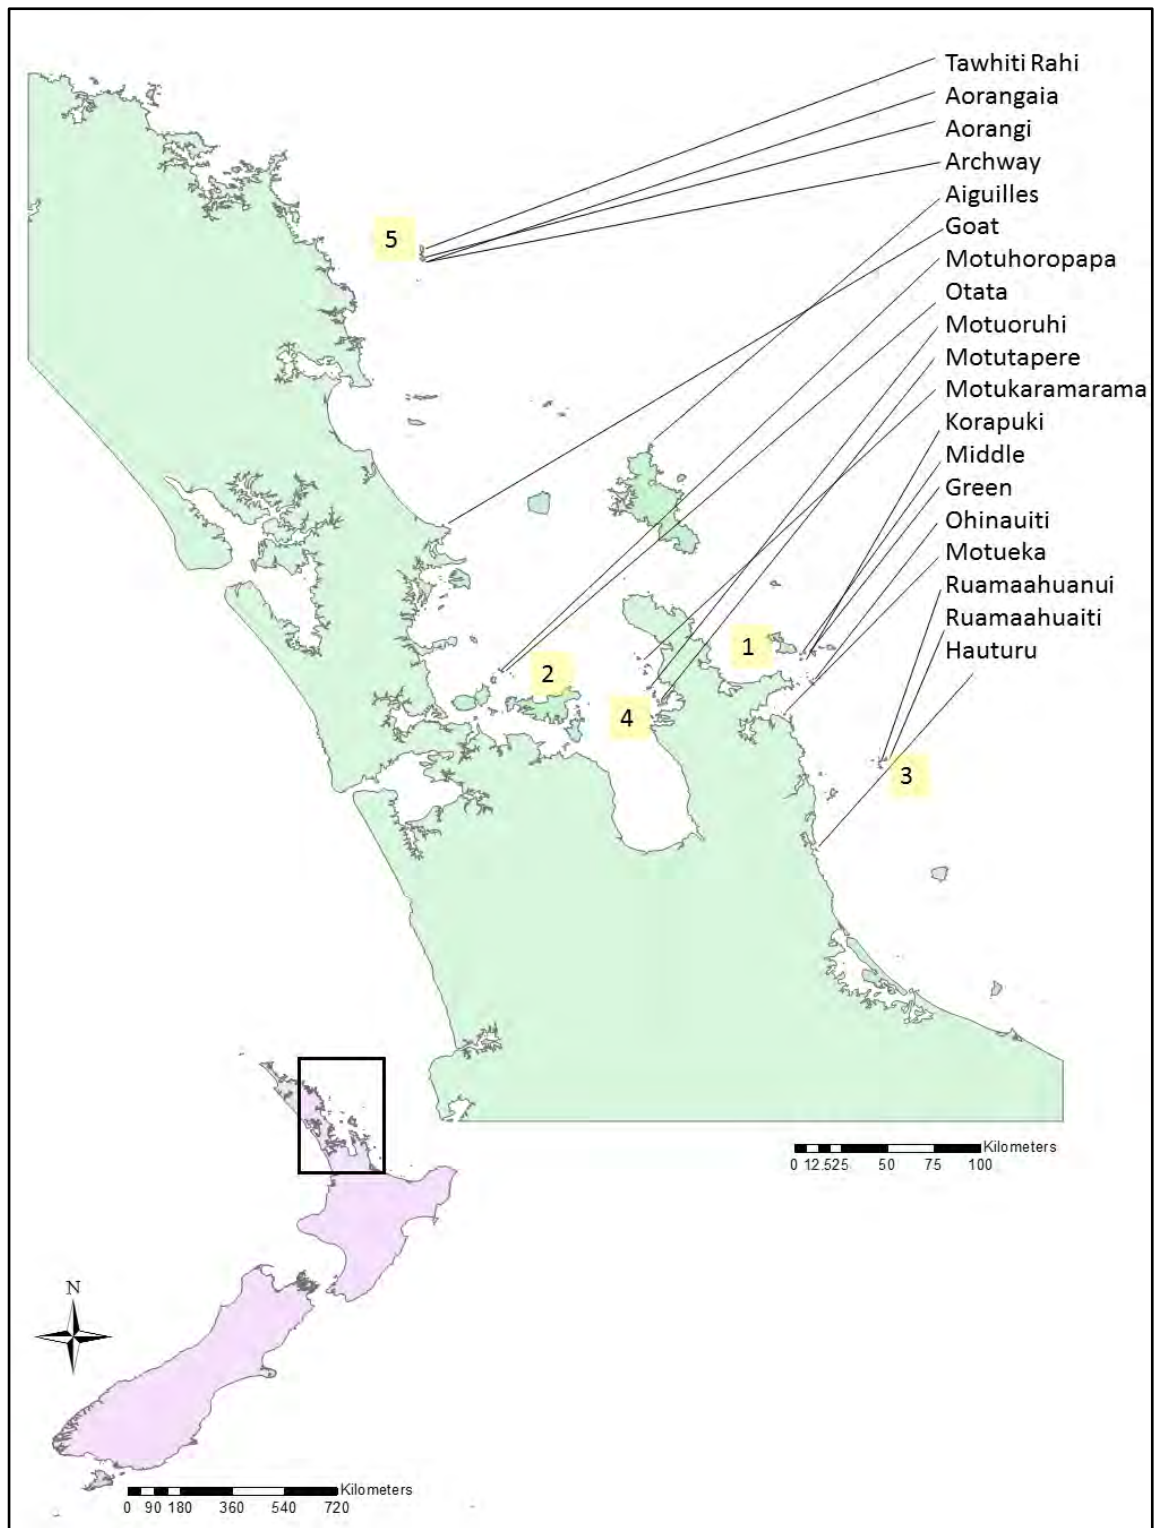 Tawhiti Rahi
Aorangaia
Aorangi
Archway
Aiguilles
Goat
Motuhoropapa
Otata
Motuoruhi
Motutapere
Motukaramarama
Korapuki
Middle
Green
Ohinauiti
Motueka
Ruamaahuanui
Ruamaahuaiti
Hauturu
5
1
2
4
3
Kilometers
0 12.525 50 75 100
N
Kilometers
0 90 180 360 540 720